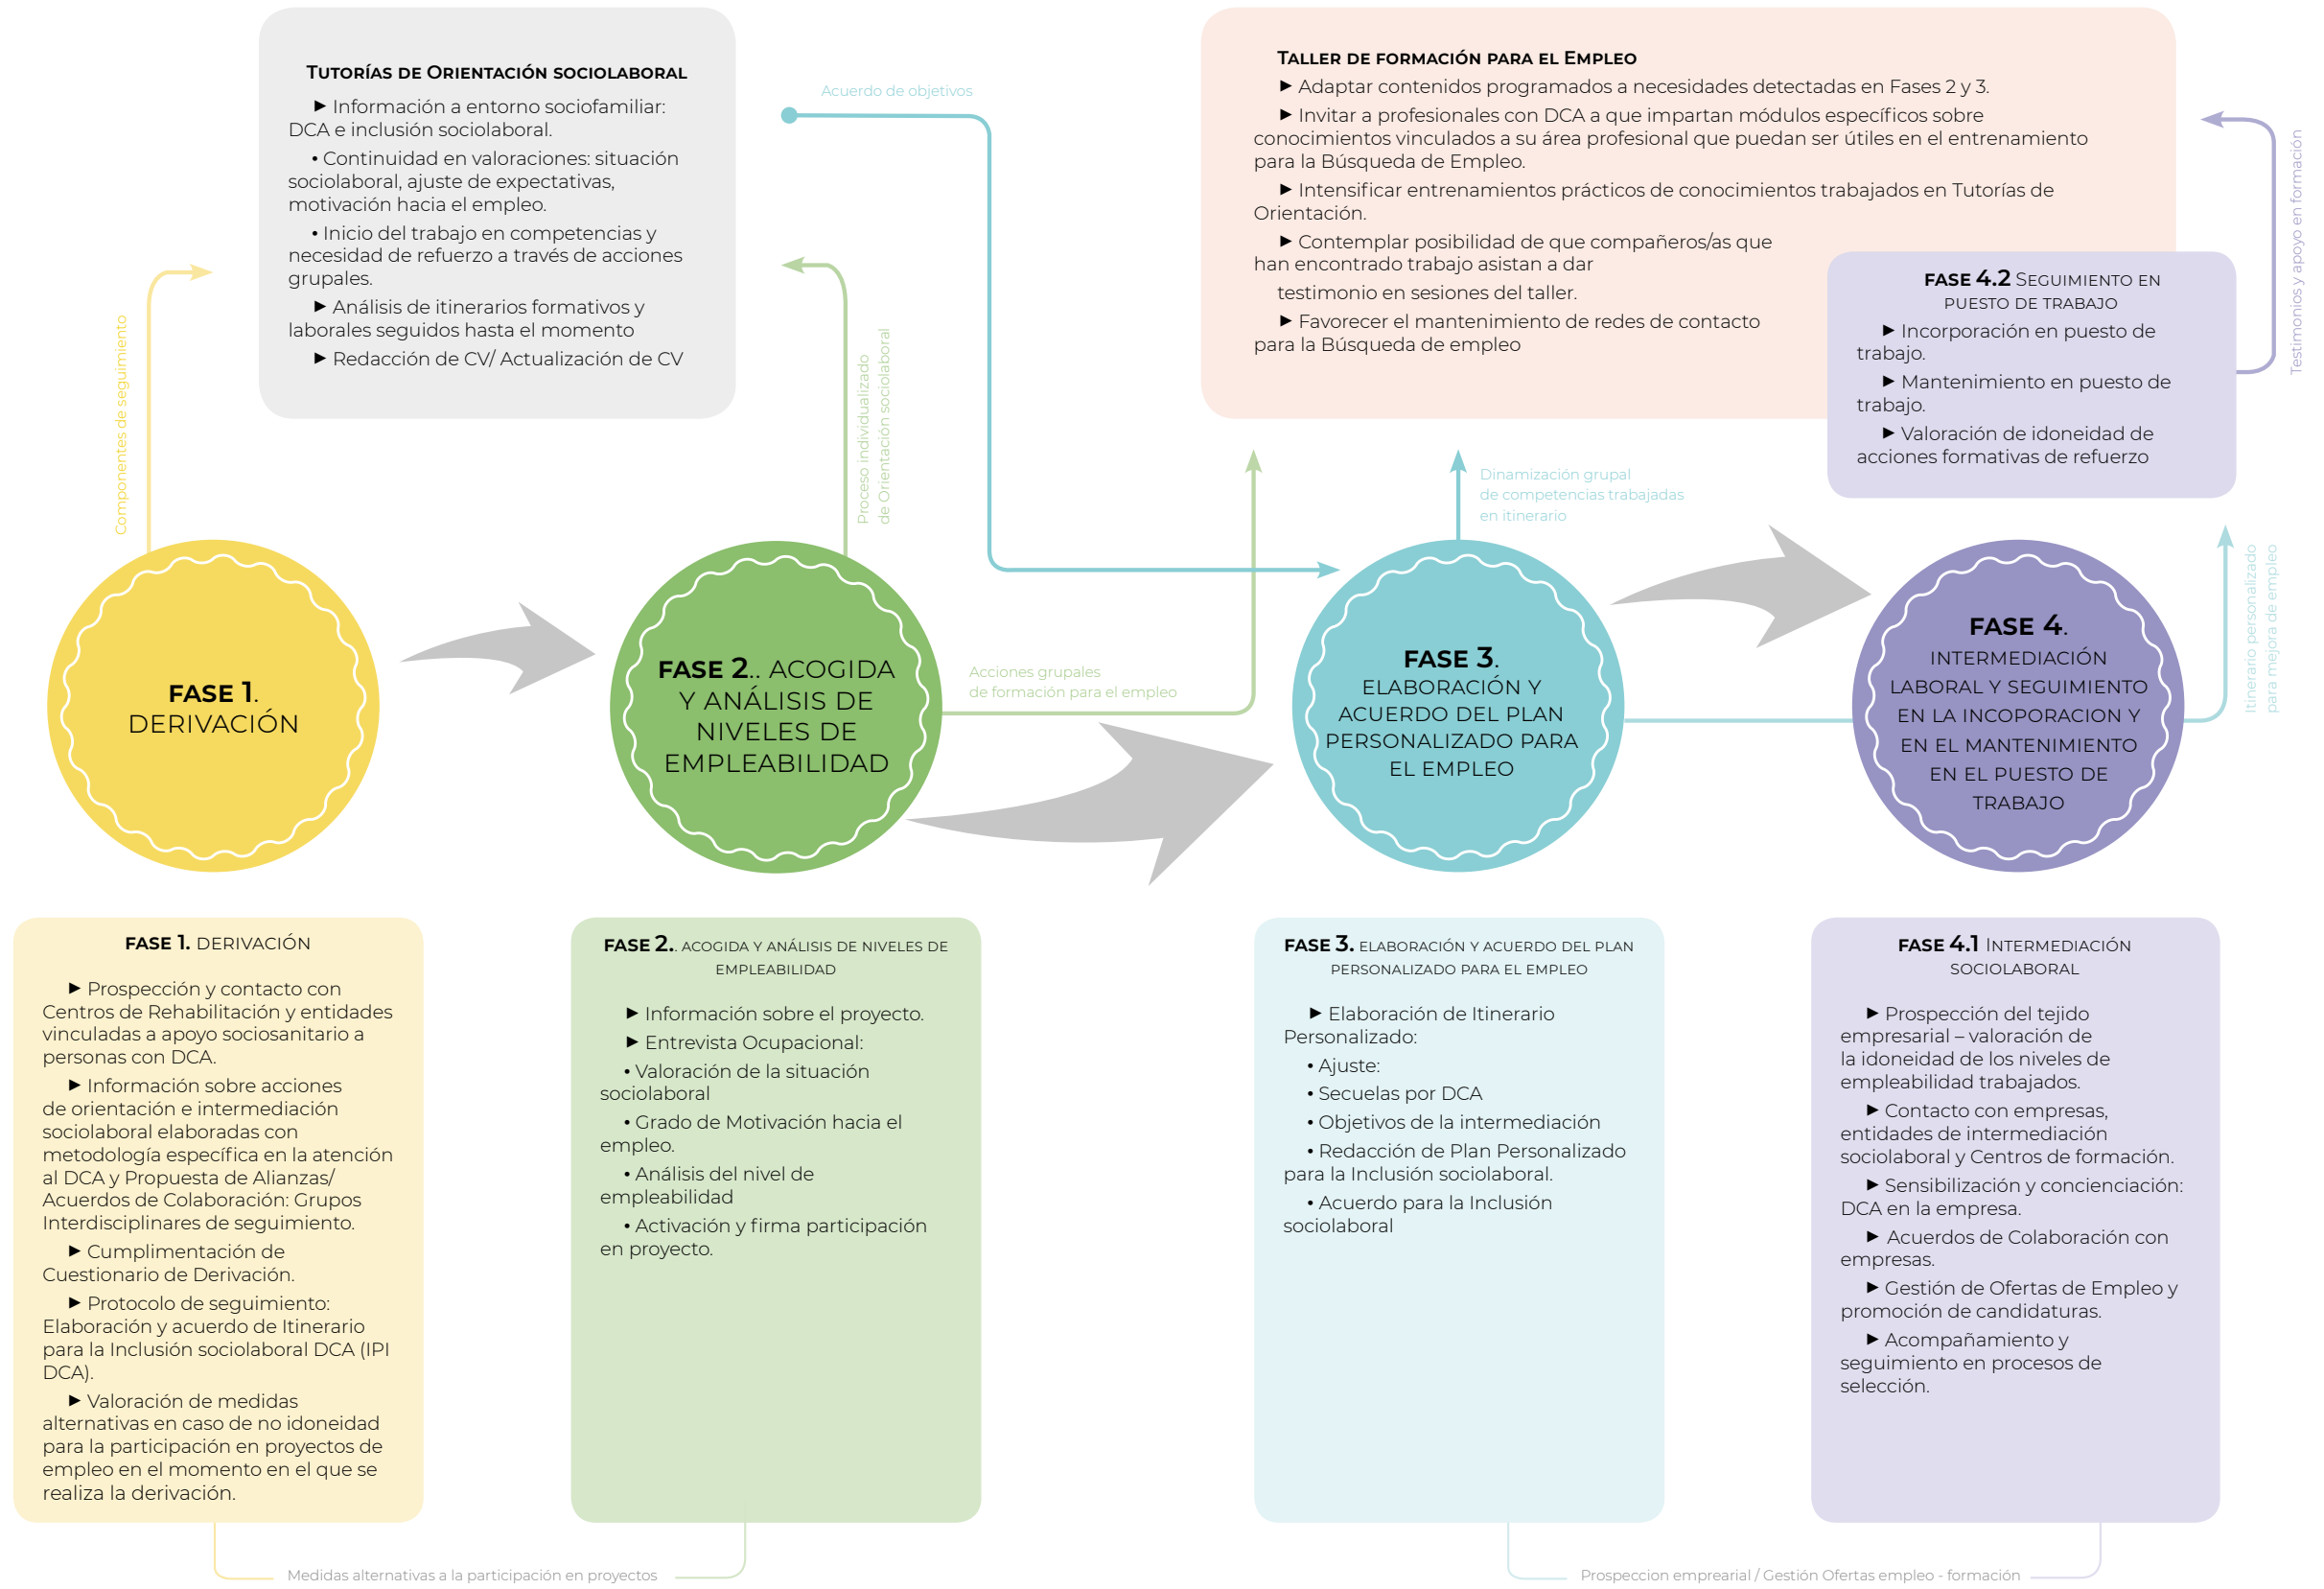 TUTORÍAS DE ORIENTACIÓN SOCIOLABORAL
► Información a entorno sociofamiliar:
DCA e inclusión sociolaboral.
• Continuidad en valoraciones: situación
sociolaboral, ajuste de expectativas,
motivación hacia el empleo.
• Inicio del trabajo en competencias y
necesidad de refuerzo a través de acciones
grupales.
► Análisis de itinerarios formativos y
laborales seguidos hasta el momento
► Redacción de CV/ Actualización de CV
Acuerdo de objetivos
TALLER DE FORMACIÓN PARA EL EMPLEO
► Adaptar contenidos programados a necesidades detectadas en Fases 2 y 3.
► Invitar a profesionales con DCA a que impartan módulos específicos sobre
conocimientos vinculados a su área profesional que puedan ser útiles en el entrenamiento
para la Búsqueda de Empleo.
► Intensificar entrenamientos prácticos de conocimientos trabajados en Tutorías de
Orientación.
► Contemplar posibilidad de que compañeros/as que
han encontrado trabajo asistan a dar
testimonio en sesiones del taller.
► Favorecer el mantenimiento de redes de contacto
para la Búsqueda de empleo
FASE 4.2 SEGUIMIENTO EN
PUESTO DE TRABAJO
► Incorporación en puesto de
trabajo.
► Mantenimiento en puesto de
trabajo.
► Valoración de idoneidad de
acciones formativas de refuerzo
Testimonios y apoyo en formación
Componentes de seguimiento
Proceso individualizado
de Orientación sociolaboral
Dinamización grupal
de competencias trabajadas
en itinerario
Itinerario personalizado
para mejora de empleo
FASE 1.
DERIVACIÓN
FASE 2.. ACOGIDA
Y ANÁLISIS DE
NIVELES DE
EMPLEABILIDAD
Acciones grupales
de formación para el empleo
FASE 3.
ELABORACIÓN Y
ACUERDO DEL PLAN
PERSONALIZADO PARA
EL EMPLEO
FASE 4.
INTERMEDIACIÓN
LABORAL Y SEGUIMIENTO
EN LA INCOPORACION Y
EN EL MANTENIMIENTO
EN EL PUESTO DE
TRABAJO
FASE 1. DERIVACIÓN
► Prospección y contacto con
Centros de Rehabilitación y entidades
vinculadas a apoyo sociosanitario a
personas con DCA.
► Información sobre acciones
de orientación e intermediación
sociolaboral elaboradas con
metodología específica en la atención
al DCA y Propuesta de Alianzas/
Acuerdos de Colaboración: Grupos
Interdisciplinares de seguimiento.
► Cumplimentación de
Cuestionario de Derivación.
► Protocolo de seguimiento:
Elaboración y acuerdo de Itinerario
para la Inclusión sociolaboral DCA (IPI
DCA).
► Valoración de medidas
alternativas en caso de no idoneidad
para la participación en proyectos de
empleo en el momento en el que se
realiza la derivación.
FASE 2.. ACOGIDA Y ANÁLISIS DE NIVELES DE
EMPLEABILIDAD
► Información sobre el proyecto.
► Entrevista Ocupacional:
• Valoración de la situación
sociolaboral
• Grado de Motivación hacia el
empleo.
• Análisis del nivel de
empleabilidad
• Activación y firma participación
en proyecto.
FASE 3. ELABORACIÓN Y ACUERDO DEL PLAN
PERSONALIZADO PARA EL EMPLEO
► Elaboración de Itinerario
Personalizado:
• Ajuste:
• Secuelas por DCA
• Objetivos de la intermediación
• Redacción de Plan Personalizado
para la Inclusión sociolaboral.
• Acuerdo para la Inclusión
sociolaboral
FASE 4.1 INTERMEDIACIÓN
SOCIOLABORAL
► Prospección del tejido
empresarial – valoración de
la idoneidad de los niveles de
empleabilidad trabajados.
► Contacto con empresas,
entidades de intermediación
sociolaboral y Centros de formación.
► Sensibilización y concienciación:
DCA en la empresa.
► Acuerdos de Colaboración con
empresas.
► Gestión de Ofertas de Empleo y
promoción de candidaturas.
► Acompañamiento y
seguimiento en procesos de
selección.
Medidas alternativas a la participación en proyectos
Prospeccion emprearial / Gestión Ofertas empleo - formación